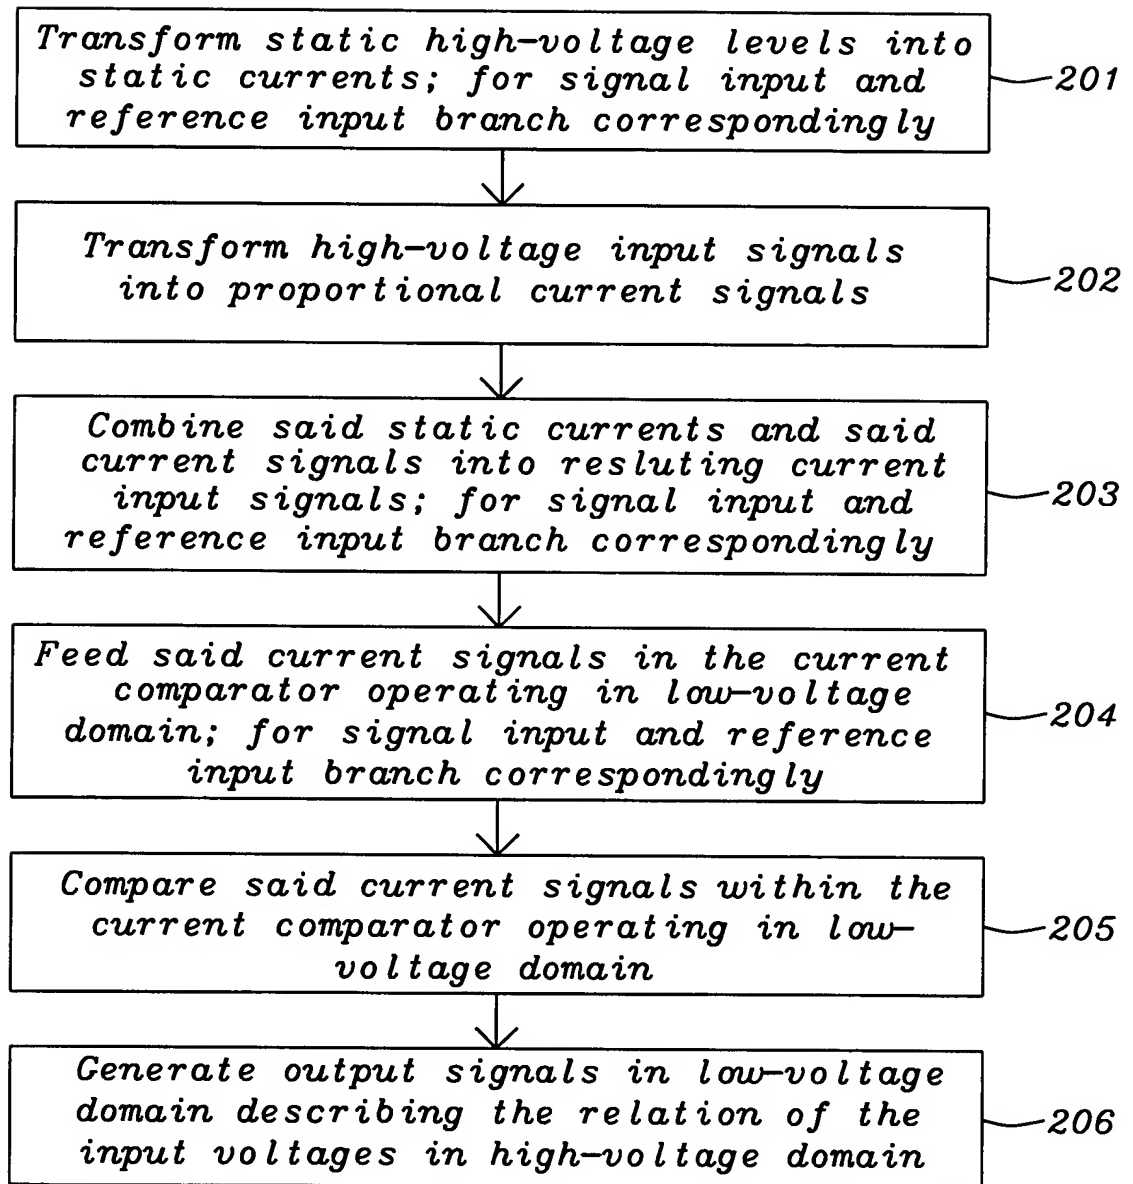 Transform static high-voltage levels into
static currents; for signal input and
reference input branch correspondingly
201
Transform high-voltage input signals
into proportional current signals
202
Combine said static currents and said
current signals into resluting current
input signals; for signal input and
reference input branch correspondingly
203
Feed said current signals in the current
comparator operating in low-voltage
domain; for signal input and reference
input branch correspondingly
204
Compare said current signals within the
current comparator operating in low-
voltage domain
205
Generate output signals in low-voltage
domain describing the relation of the
input voltages in high-voltage domain
206